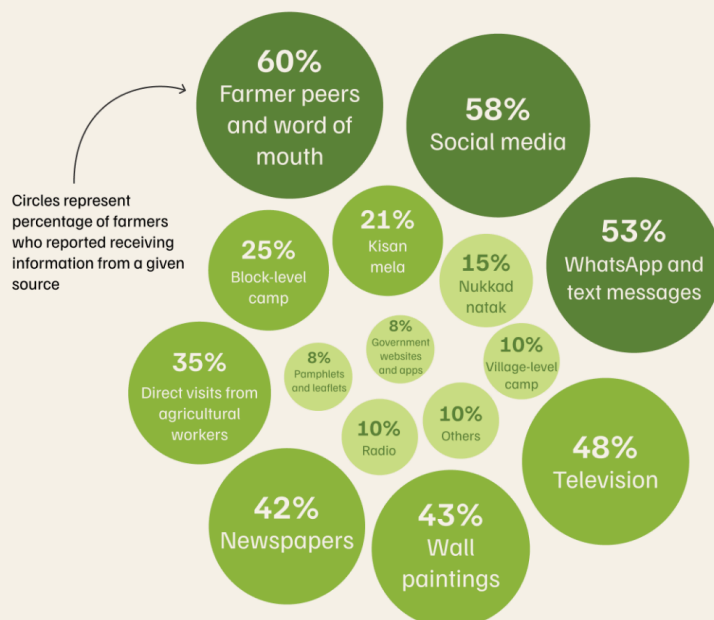 60%
Farmer peers
and word of
mouth
58%
Social media
Circles represent
percentage of farmers
who reported receiving
information from a given
source
53%
WhatsApp and
text messages
21%
Kisan
mela
25%
Block-level
camp
15%
Nukkad
natak
8%
Government
websites
and apps
10%
Village-level
camp
35%
Direct visits from
agricultural
workers
8%
Pamphlets
and leaflets
10%
Radio
10%
Others
48%
Television
42%
Newspapers
43%
Wall
paintings